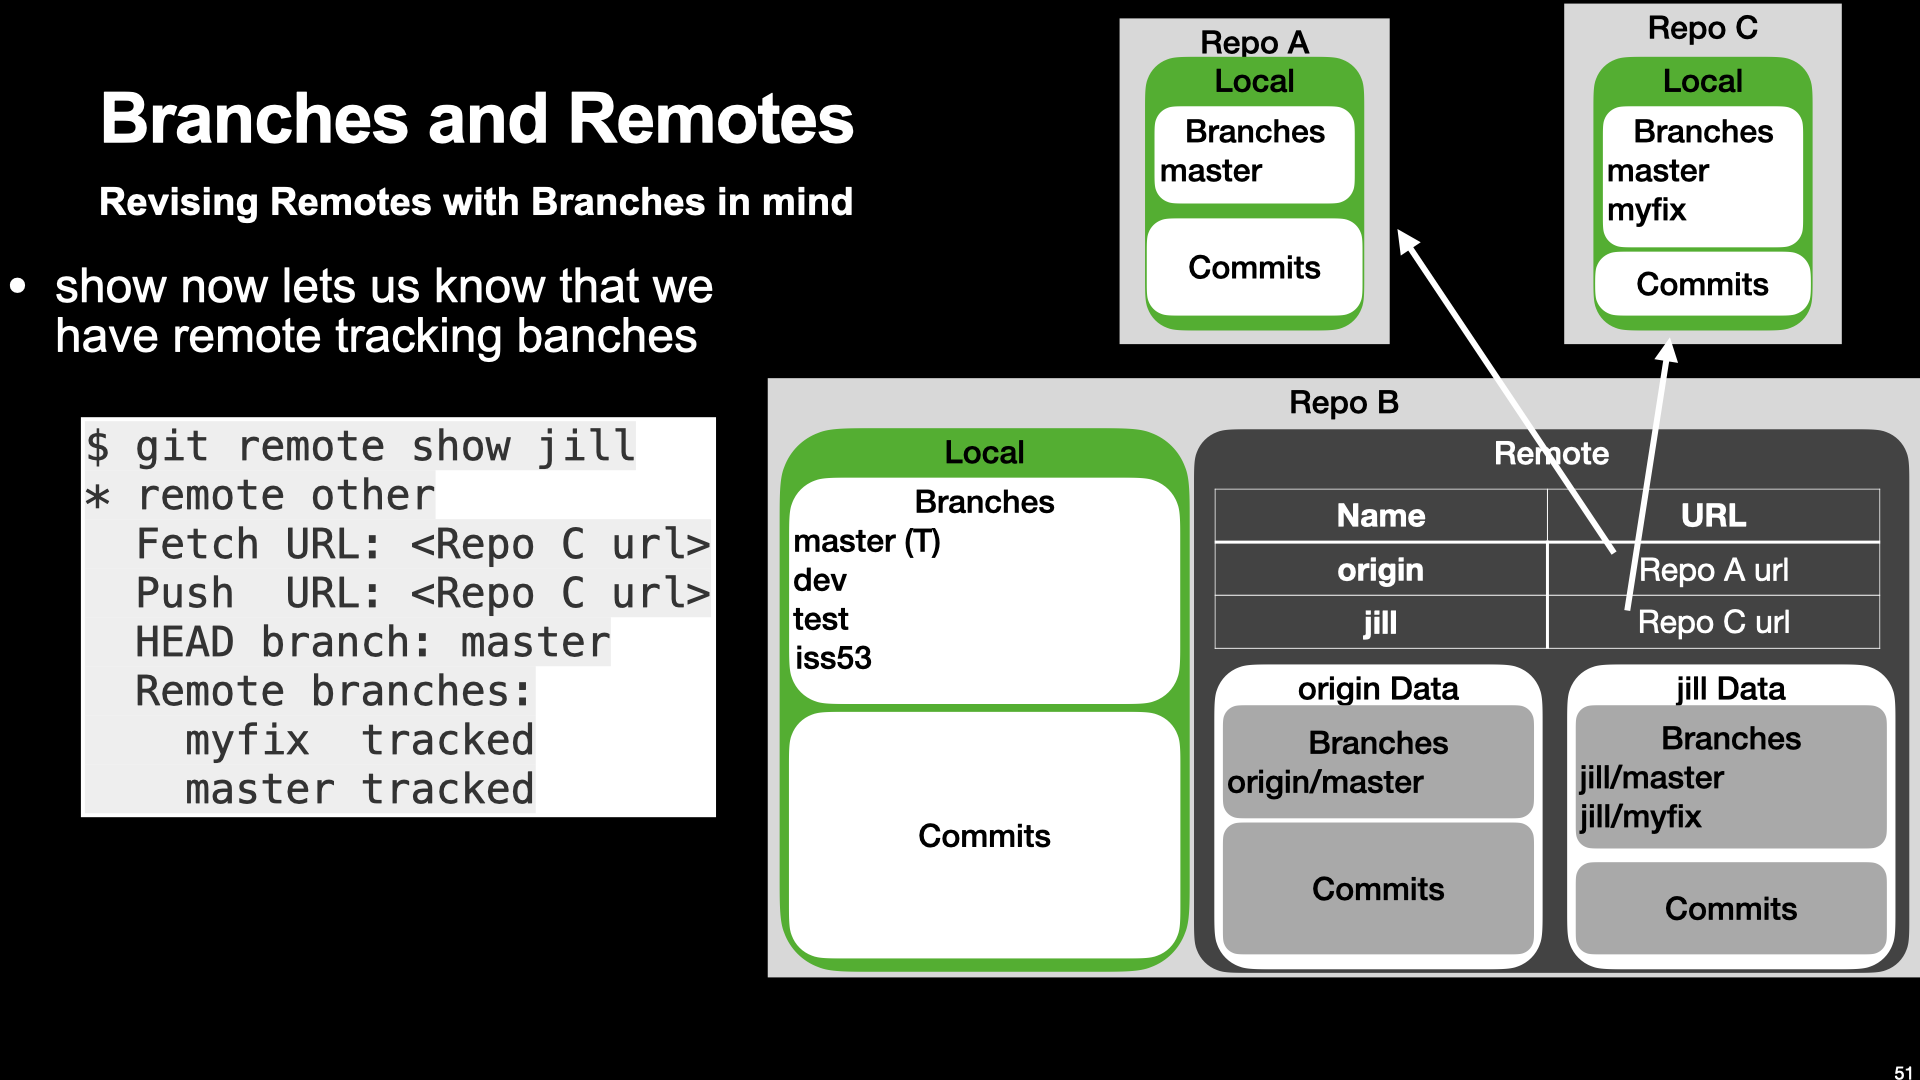 Branches and Remotes
Revising Remotes with Branches in mind
• show now lets us know that we
have remote tracking banches
$ git remote show jill
* remote other
  Fetch URL: <Repo C url>
  Push  URL: <Repo C url>
  HEAD branch: master
  Remote branches:
    myfix  tracked
    master tracked
Repo A
Local
Branches
master
Commits
Repo C
Local
Branches
master
myfix
Commits
Repo B
Local
Branches
master (T)
dev
test
iss53
Commits
Remote
Name URL
origin Repo A url
jill Repo C url
origin Data
Branches
origin/master
Commits
jill Data
Branches
jill/master
jill/myfix
Commits
51